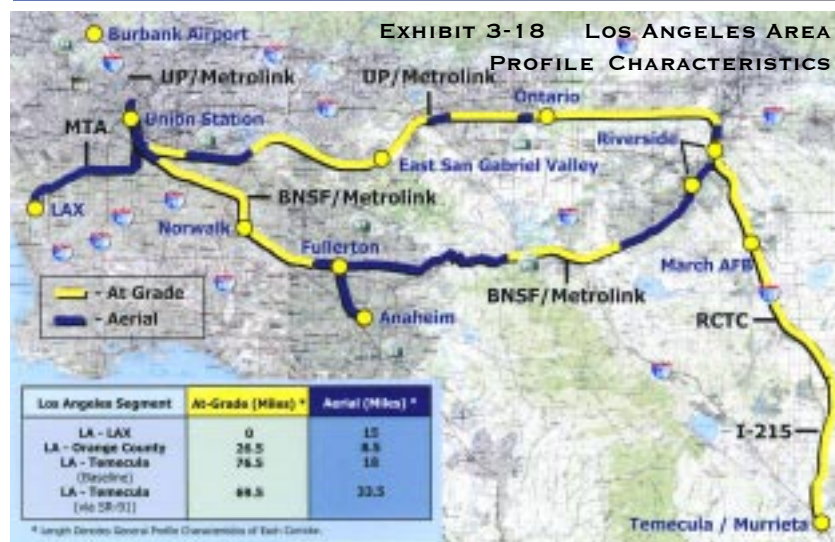 EXHIBIT 3-18 LOS ANGELES AREA
PROFILE CHARACTERISTICS
Burbank Airport
UP/Metrolink
UP/Metrolink
Ontario
MTA
Union Station
Riverside
East San Gabriel Valley
BNSF/Metrolink
LAX
Norwalk
Fullerton
March AFB
BNSF/Metrolink
- At Grade
- Aerial
Anaheim
RCTC
I-215
Temecula / Murrieta
Los Angeles Segment At-Grade (Miles) * Aerial (Miles) *
LA - LAX 0 15
LA - Orange County 26.5 8.5
LA - Temecula 76.5 18
(Baseline)
LA - Temecula 64.5 33.5
(via SR-91)
* Length Denotes General Profile Characteristics of Each Corridor.